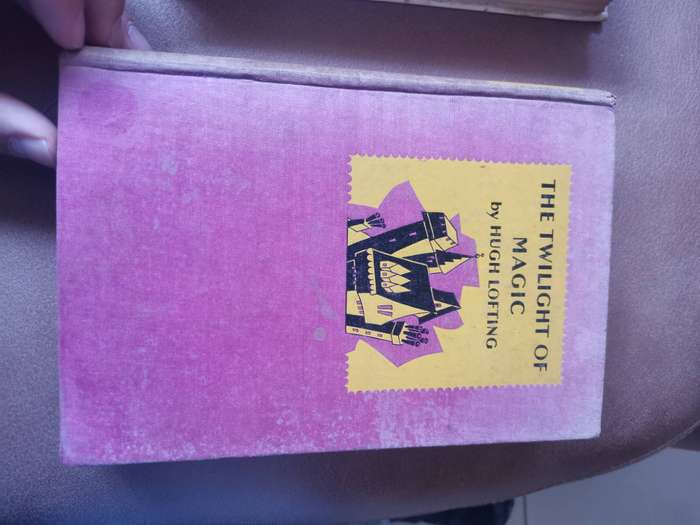 THE TWILIGHT OF
MAGIC
by HUGH LOFTING